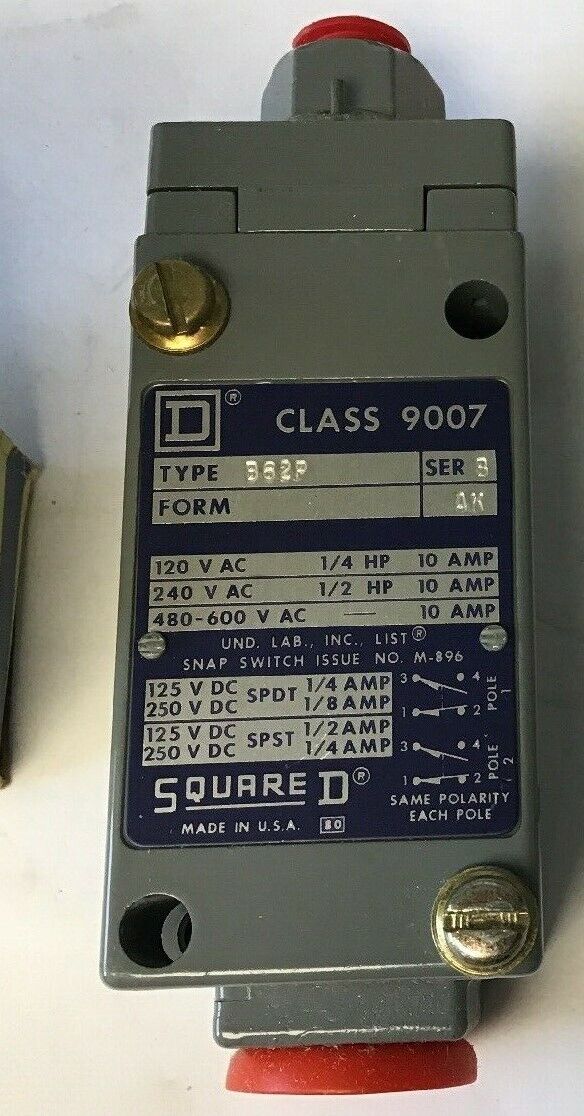 D ® CLASS 9007
TYPE B62P SER B
FORM AK
120 V AC 1/4 HP 10 AMP
240 V AC 1/2 HP 10 AMP
480-600 V AC — 10 AMP
UND. LAB., INC., LIST®
SNAP SWITCH ISSUE NO. M-896
125 V DC SPDT 1/4 AMP
250 V DC 1/8 AMP
3 4
1 2
POLE 1
125 V DC SPST 1/2 AMP
250 V DC 1/4 AMP
3 4
1 2
POLE 2
SQUARE D®
SAME POLARITY
EACH POLE
MADE IN U.S.A. 80